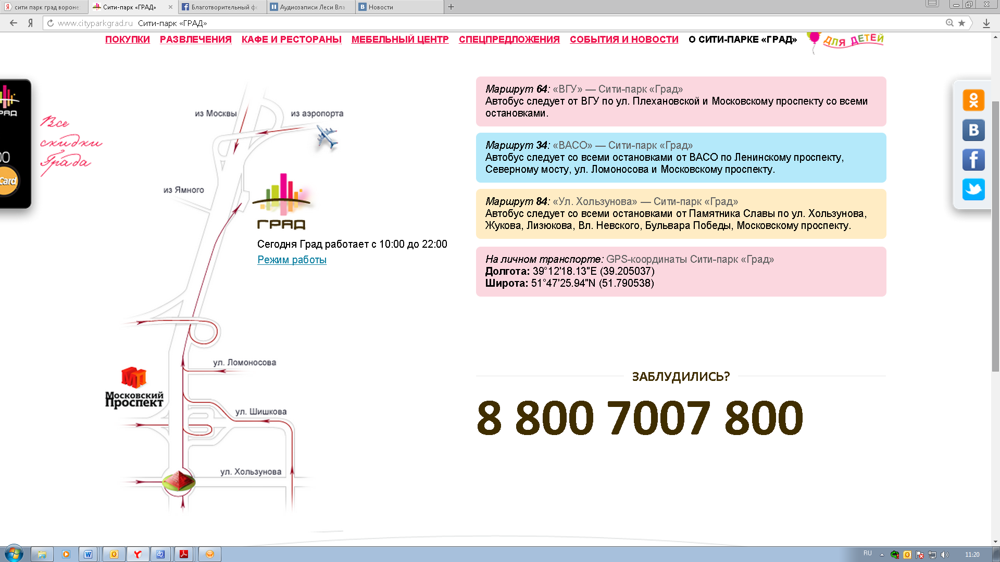 сити парк град вороне
Сити-парк «ГРАД»
Благотворительный фо
Аудиозаписи Леси Вла
Новости
www.cityparkgrad.ru Сити-парк «ГРАД»
ПОКУПКИ РАЗВЛЕЧЕНИЯ КАФЕ И РЕСТОРАНЫ МЕБЕЛЬНЫЙ ЦЕНТР СПЕЦПРЕДЛОЖЕНИЯ СОБЫТИЯ И НОВОСТИ О СИТИ-ПАРКЕ «ГРАД» ДЛЯ ДЕТЕЙ
Все
скидки
Града
из Москвы
из аэропорта
из Ямного
ГРАД
Сегодня Град работает с 10:00 до 22:00
Режим работы
ул. Ломоносова
Московский
Проспект
ул. Шишкова
ул. Хользунова
Маршрут 64: «ВГУ» — Сити-парк «Град»
Автобус следует от ВГУ по ул. Плехановской и Московскому проспекту со всеми
остановками.
Маршрут 34: «ВАСО» — Сити-парк «Град»
Автобус следует со всеми остановками от ВАСО по Ленинскому проспекту,
Северному мосту, ул. Ломоносова и Московскому проспекту.
Маршрут 84: «Ул. Хользунова» — Сити-парк «Град»
Автобус следует со всеми остановками от Памятника Славы по ул. Хользунова,
Жукова, Лизюкова, Вл. Невского, Бульвара Победы, Московскому проспекту.
На личном транспорте: GPS-координаты Сити-парк «Град»
Долгота: 39°12'18.13"E (39.205037)
Широта: 51°47'25.94"N (51.790538)
ЗАБЛУДИЛИСЬ?
8 800 7007 800
RU
11:20